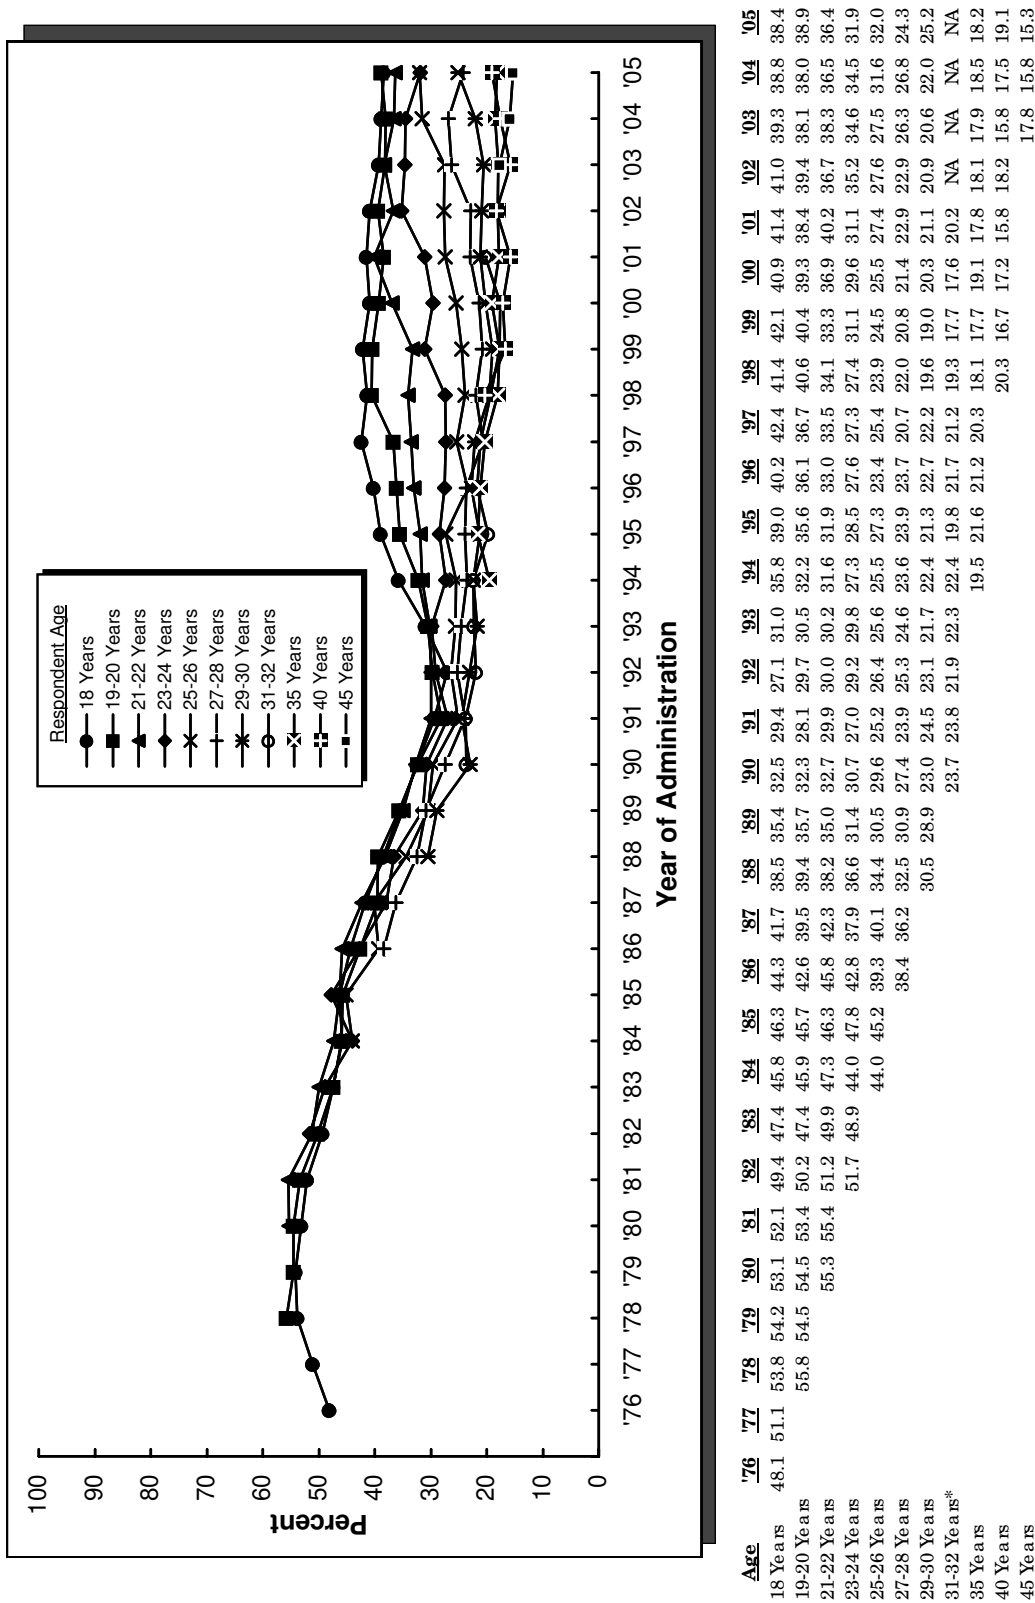 Respondent Age
18 Years
19-20 Years
21-22 Years
23-24 Years
25-26 Years
27-28 Years
29-30 Years
31-32 Years
35 Years
40 Years
45 Years
Percent
100
90
80
70
60
50
40
30
20
10
0
'76 '77 '78 '79 '80 '81 '82 '83 '84 '85 '86 '87 '88 '89 '90 '91 '92 '93 '94 '95 '96 '97 '98 '99 '00 '01 '02 '03 '04 '05
Year of Administration
Age '76 '77 '78 '79 '80 '81 '82 '83 '84 '85 '86 '87 '88 '89 '90 '91 '92 '93 '94 '95 '96 '97 '98 '99 '00 '01 '02 '03 '04 '05
18 Years 48.1 51.1 53.8 54.2 53.1 52.1 49.4 47.4 45.8 46.3 44.3 41.7 38.5 35.4 32.5 29.4 27.1 31.0 35.8 39.0 40.2 42.4 41.4 42.1 40.9 41.4 41.0 39.3 38.8 38.4
19-20 Years 55.8 54.5 54.5 53.4 50.2 47.4 45.9 45.7 42.6 39.5 39.4 35.7 32.3 28.1 29.7 30.5 32.2 35.6 36.1 36.7 40.6 40.4 39.3 38.4 39.4 38.1 38.0 38.9
21-22 Years 55.3 55.4 51.2 49.9 47.3 46.3 45.8 42.3 38.2 35.0 32.7 29.9 30.0 30.2 31.6 31.9 33.0 33.5 34.1 33.3 36.9 40.2 36.7 38.3 36.5 36.4
23-24 Years 51.7 48.9 44.0 47.8 42.8 37.9 36.6 31.4 30.7 27.0 29.2 29.8 27.3 28.5 27.6 27.3 27.4 31.1 29.6 31.1 35.2 34.6 34.5 31.9
25-26 Years 44.0 45.2 39.3 40.1 34.4 30.5 29.6 25.2 26.4 25.6 25.5 27.3 23.4 25.4 23.9 24.5 25.5 27.4 27.6 27.5 31.6 32.0
27-28 Years 38.4 36.2 32.5 30.9 27.4 23.9 25.3 24.6 23.6 23.9 23.7 20.7 22.0 20.8 21.4 22.9 22.9 26.3 26.8 24.3
29-30 Years 30.5 28.9 23.0 24.5 23.1 21.7 22.4 21.3 22.7 22.2 19.6 19.0 20.3 21.1 20.9 20.6 22.0 25.2
31-32 Years* 23.7 23.8 21.9 22.3 22.4 19.8 21.7 21.2 19.3 17.7 17.6 20.2 NA NA NA NA
35 Years 19.5 21.6 21.2 20.3 18.1 17.7 19.1 17.8 18.1 17.9 18.5 18.2
40 Years 20.3 16.7 17.2 15.8 18.2 15.8 17.5 19.1
45 Years 17.8 15.8 15.3